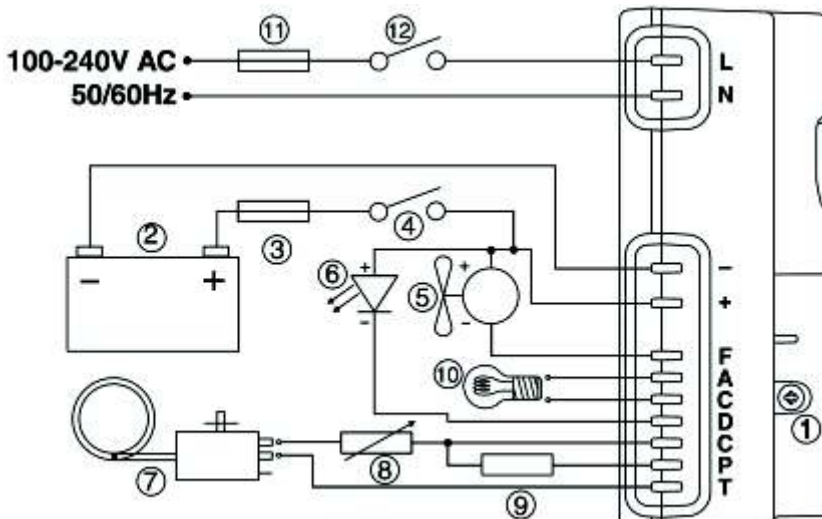 ⑪ ⑫
100-240V AC L
50/60Hz N
② ③ ④
- +
⑥ + - ⑤ + -
-
+
F
⑩ A
C
D
C
P
T
①
⑦ ⑧ ⑨
-